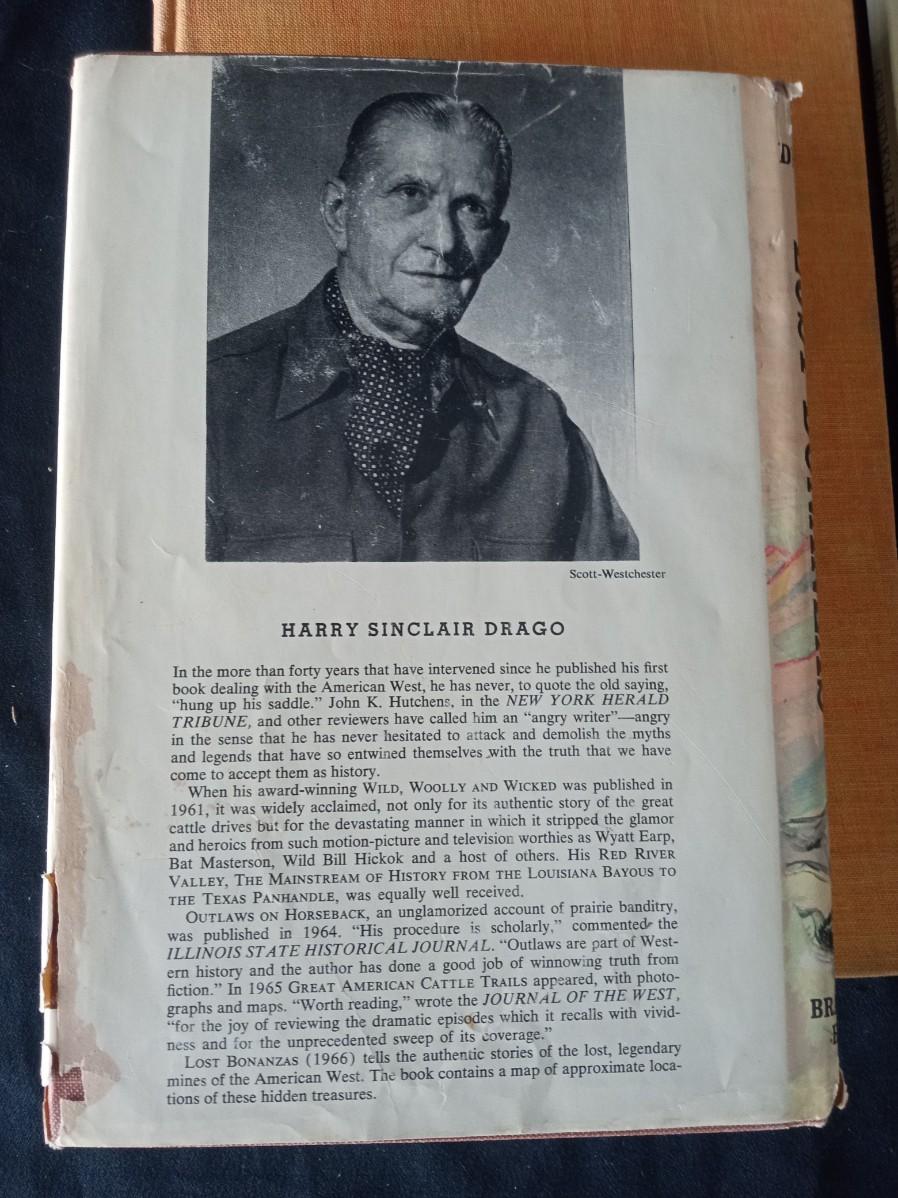 Scott-Westchester
HARRY SINCLAIR DRAGO
In the more than forty years that have intervened since he published his first
book dealing with the American West, he has never, to quote the old saying,
“hung up his saddle.” John K. Hutchens, in the NEW YORK HERALD
TRIBUNE, and other reviewers have called him an “angry writer”—angry
in the sense that he has never hesitated to attack and demolish the myths
and legends that have so entwined themselves with the truth that we have
come to accept them as history.
When his award-winning WILD, WOOLLY AND WICKED was published in
1961, it was widely acclaimed, not only for its authentic story of the great
cattle drives but for the devastating manner in which it stripped the glamor
and heroics from such motion-picture and television worthies as Wyatt Earp,
Bat Masterson, Wild Bill Hickok and a host of others. His RED RIVER
VALLEY, THE MAINSTREAM OF HISTORY FROM THE LOUISIANA BAYOUS TO
THE TEXAS PANHANDLE, was equally well received.
OUTLAWS ON HORSEBACK, an unglamorized account of prairie banditry,
was published in 1964. “His procedure is scholarly,” commented the
ILLINOIS STATE HISTORICAL JOURNAL. “Outlaws are part of West-
ern history and the author has done a good job of winnowing truth from
fiction.” In 1965 GREAT AMERICAN CATTLE TRAILS appeared, with photo-
graphs and maps. “Worth reading,” wrote the JOURNAL OF THE WEST,
“for the joy of reviewing the dramatic episodes which it recalls with vivid-
ness and for the unprecedented sweep of its coverage.”
LOST BONANZAS (1966) tells the authentic stories of the lost, legendary
mines of the American West. The book contains a map of approximate loca-
tions of these hidden treasures.